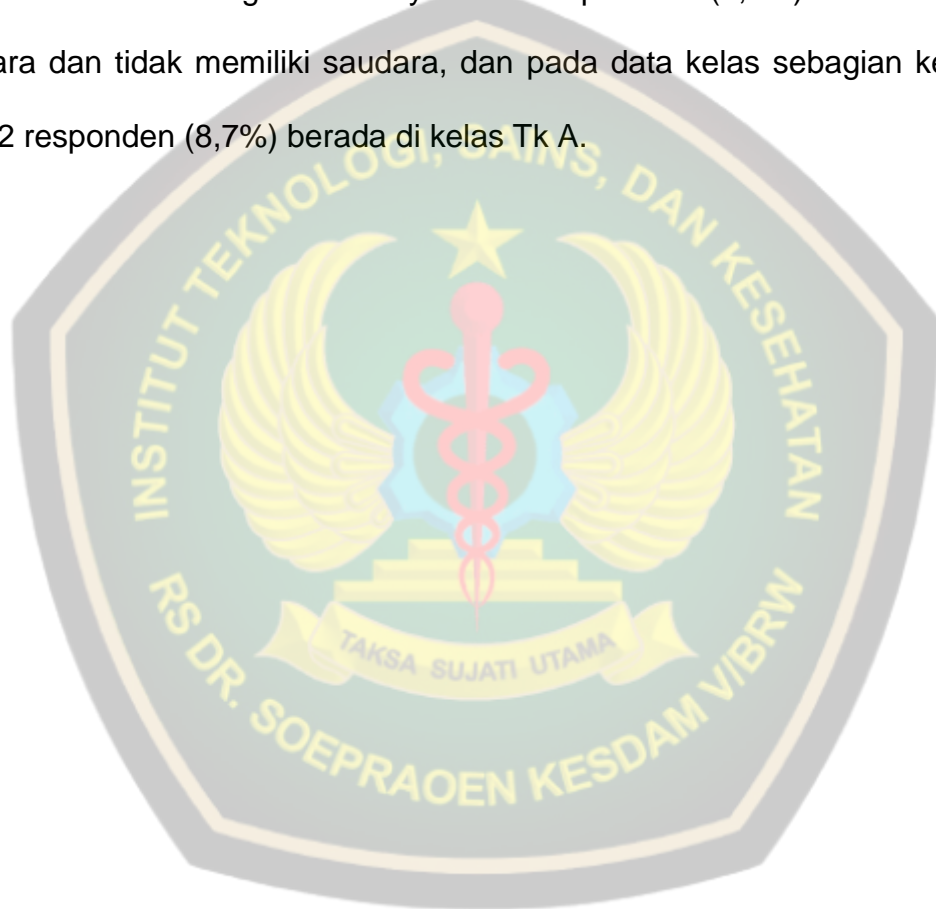 ara dan tidak memiliki saudara, dan pada data kelas sebagian ke
2 responden (8,7%) berada di kelas Tk A.
INSTITUT TEKNOLOGI, SAINS, DAN KESEHATAN
TAKSA SUJATI UTAMA
RS DR. SOEPRAOEN KESDAM V/BRW